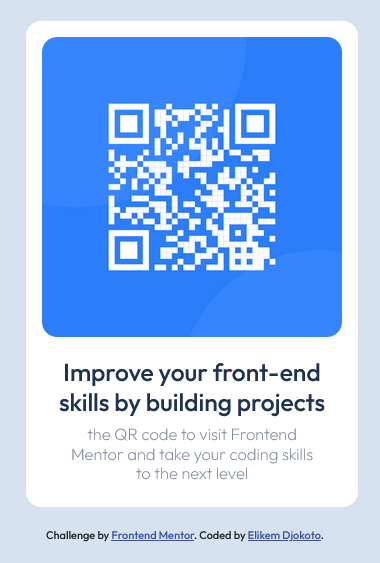 Improve your front-end
skills by building projects
the QR code to visit Frontend
Mentor and take your coding skills
to the next level
Challenge by Frontend Mentor. Coded by Elikem Djokoto.